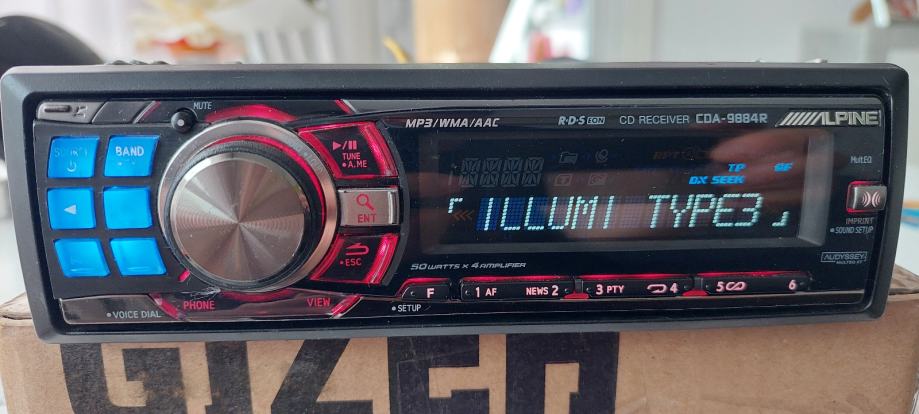 MUTE
MP3/WMA/AAC
R·D·S EON
CD RECEIVER CDA-9884R
ALPINE
SOURCE
BAND
TUNE
•A.ME
ENT
•ESC
TP
DX SEEK
「ILLUMI TYPE3」
MultEQ
IMPRINT
•SOUND SETUP
AUDYSSEY
MULTEQ XT
50 WATTS × 4 AMPLIFIER
PHONE
VIEW
•VOICE DIAL
•SETUP
F
1 AF
NEWS 2
3 PTY
4
5
6